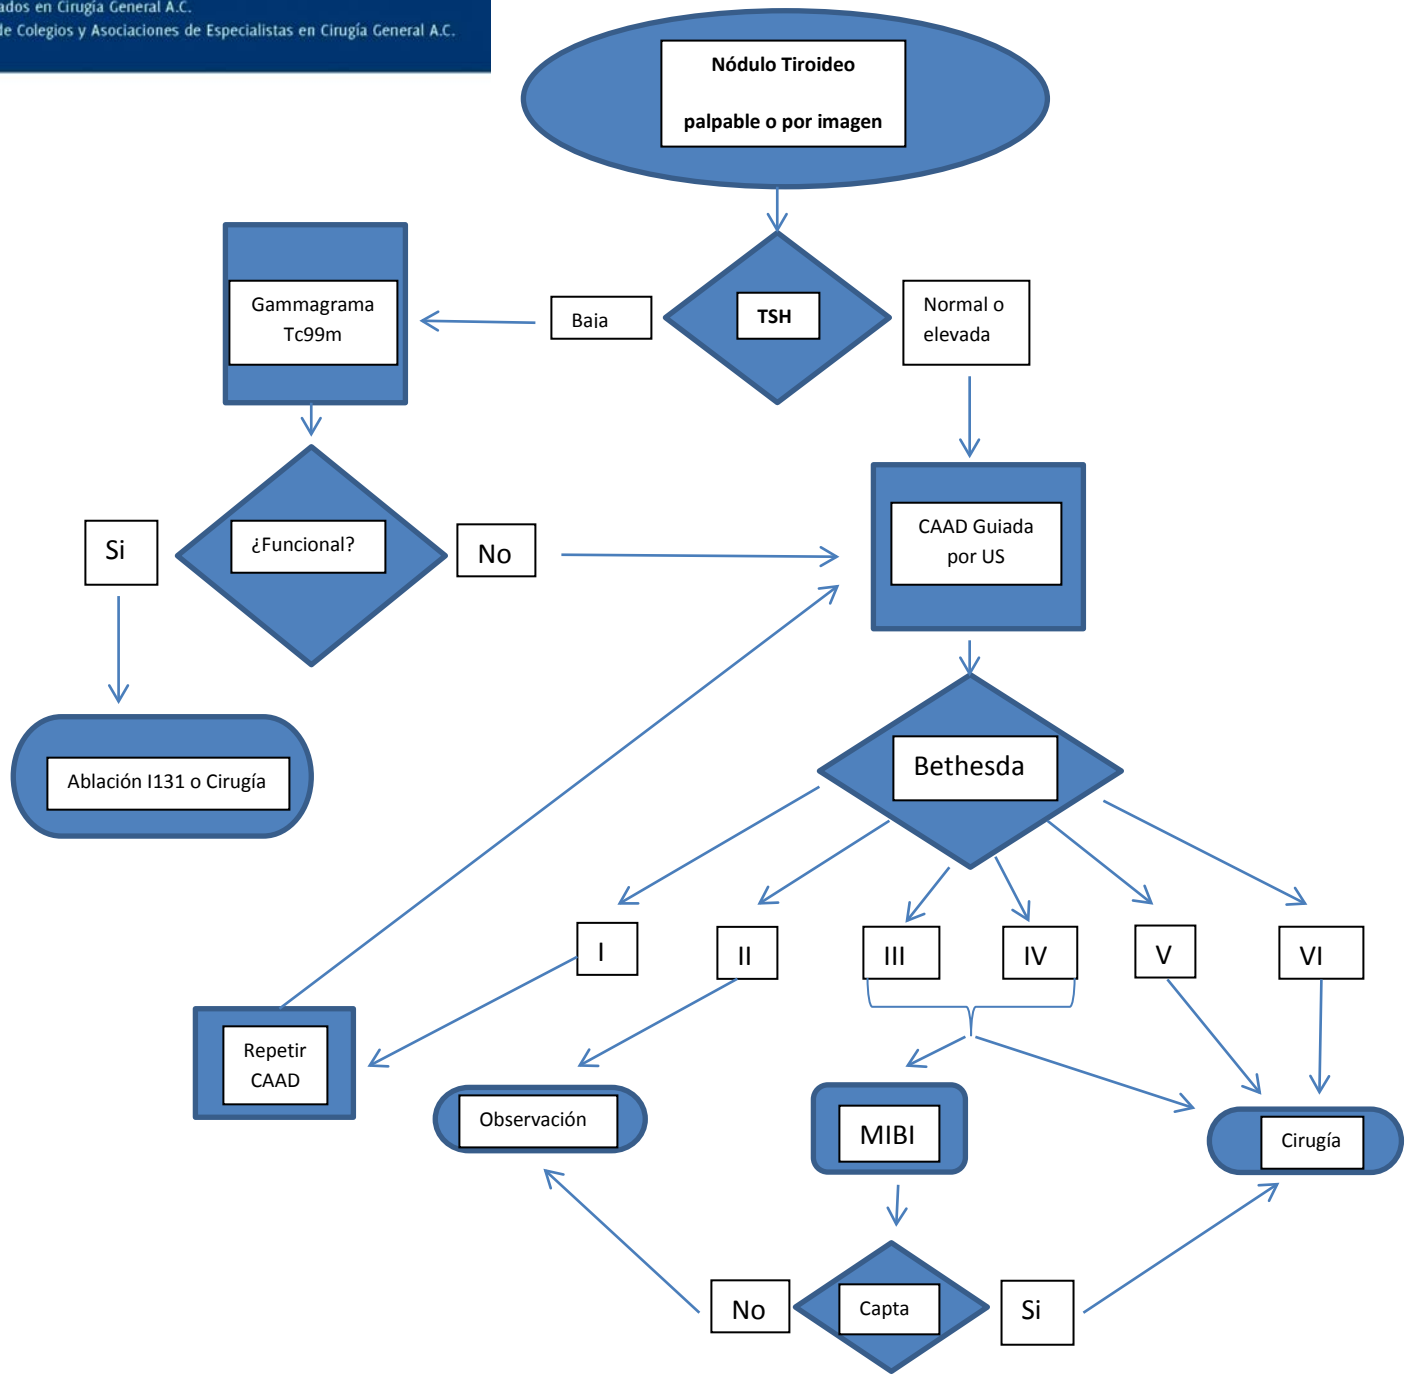 ados en Cirugía General A.C.
de Colegios y Asociaciones de Especialistas en Cirugía General A.C.
Nódulo Tiroideo
palpable o por imagen
Gammagrama
Tc99m
Baja
TSH
Normal o
elevada
Si
¿Funcional?
No
CAAD Guiada
por US
Ablación I131 o Cirugía
Bethesda
I
II
III
IV
V
VI
Repetir
CAAD
Observación
MIBI
Cirugía
No
Capta
Si